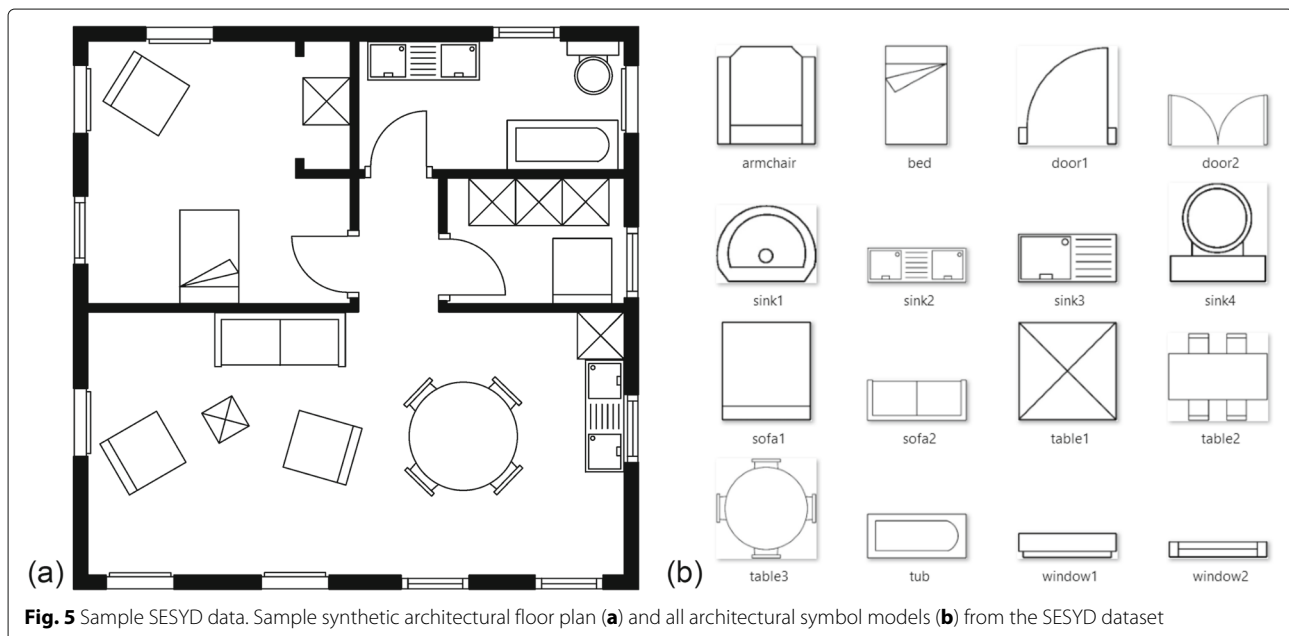 armchair bed door1 door2
sink1 sink2 sink3 sink4
sofa1 sofa2 table1 table2
(a) (b) table3 tub window1 window2
Fig. 5 Sample SESYD data. Sample synthetic architectural floor plan (a) and all architectural symbol models (b) from the SESYD dataset